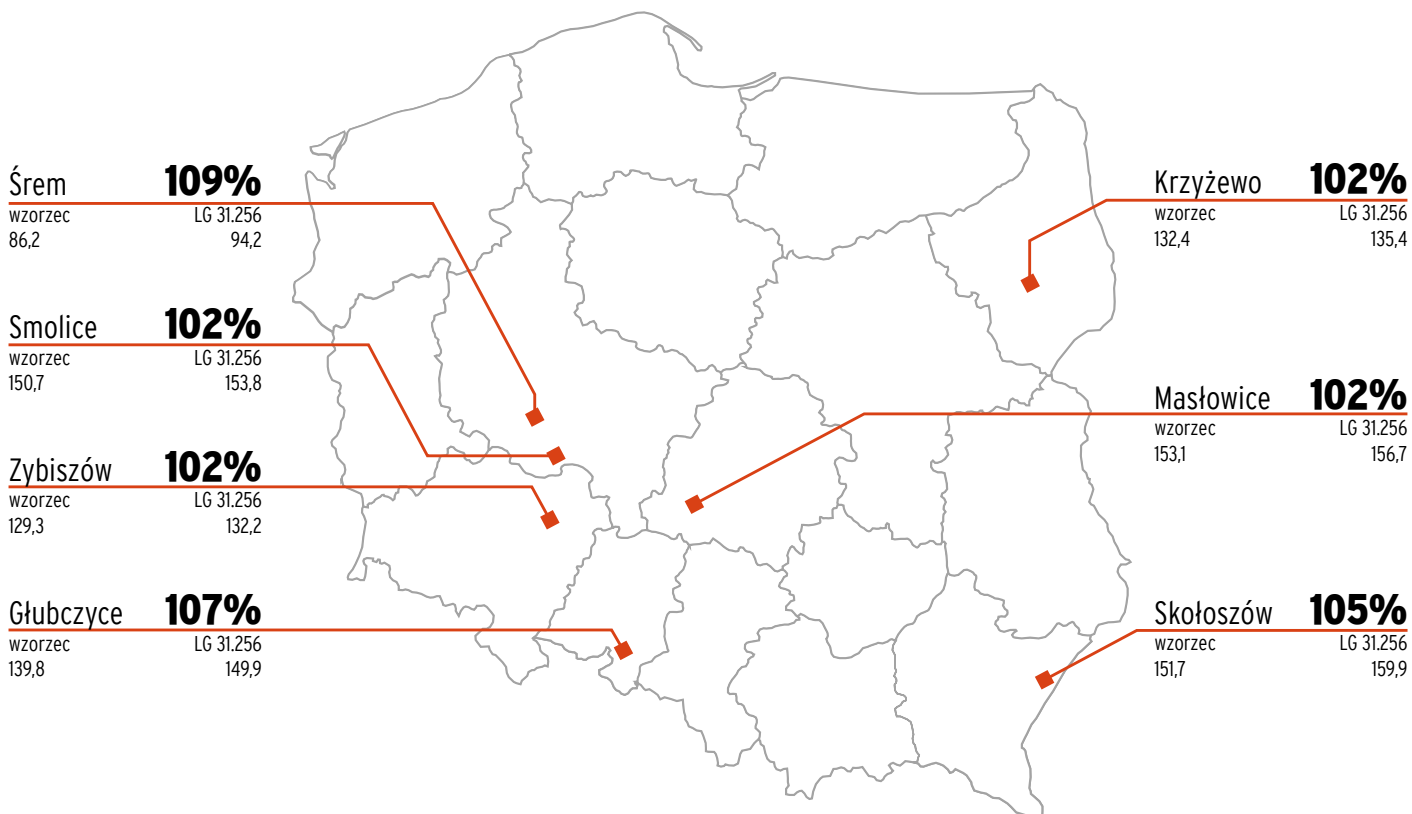 Śrem 109%
wzorzec LG 31.256
86,2 94,2
Smolice 102%
wzorzec LG 31.256
150,7 153,8
Zybiszów 102%
wzorzec LG 31.256
129,3 132,2
Głubczyce 107%
wzorzec LG 31.256
139,8 149,9
Krzyżewo 102%
wzorzec LG 31.256
132,4 135,4
Masłowice 102%
wzorzec LG 31.256
153,1 156,7
Skołoszów 105%
wzorzec LG 31.256
151,7 159,9